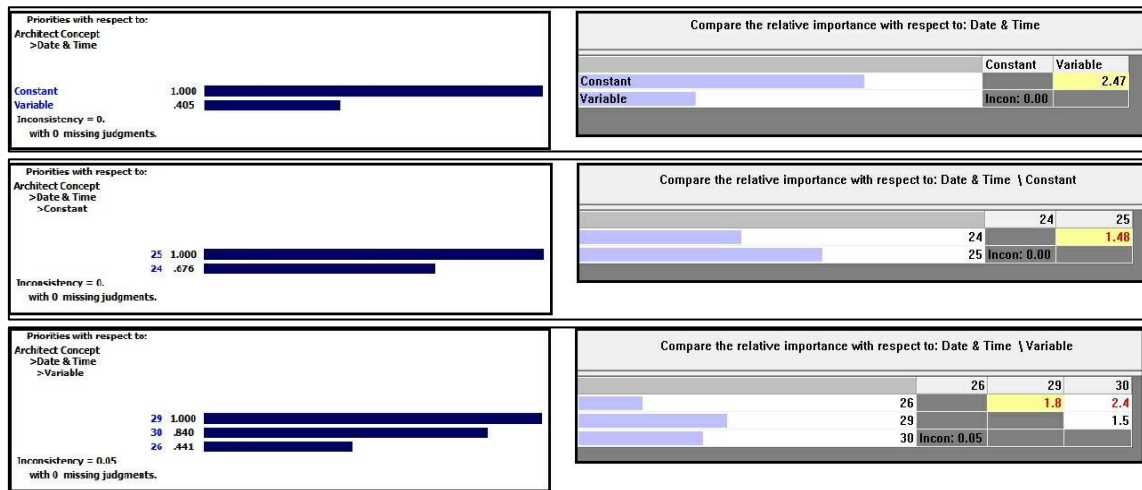 Priorities with respect to:
Architect Concept
>Date & Time
Constant 1.000
Variable .405
Inconsistency = 0.
with 0 missing judgments.
Compare the relative importance with respect to: Date & Time
Constant Variable
Constant 2.47
Variable Incon: 0.00
Priorities with respect to:
Architect Concept
>Date & Time
>Constant
25 1.000
24 .676
Inconsistency = 0.
with 0 missing judgments.
Compare the relative importance with respect to: Date & Time \ Constant
24 25
24 1.48
25 Incon: 0.00
Priorities with respect to:
Architect Concept
>Date & Time
>Variable
29 1.000
30 .840
26 .441
Inconsistency = 0.05
with 0 missing judgments.
Compare the relative importance with respect to: Date & Time \ Variable
26 29 30
26 1.8 2.4
29 1.5
30 Incon: 0.05